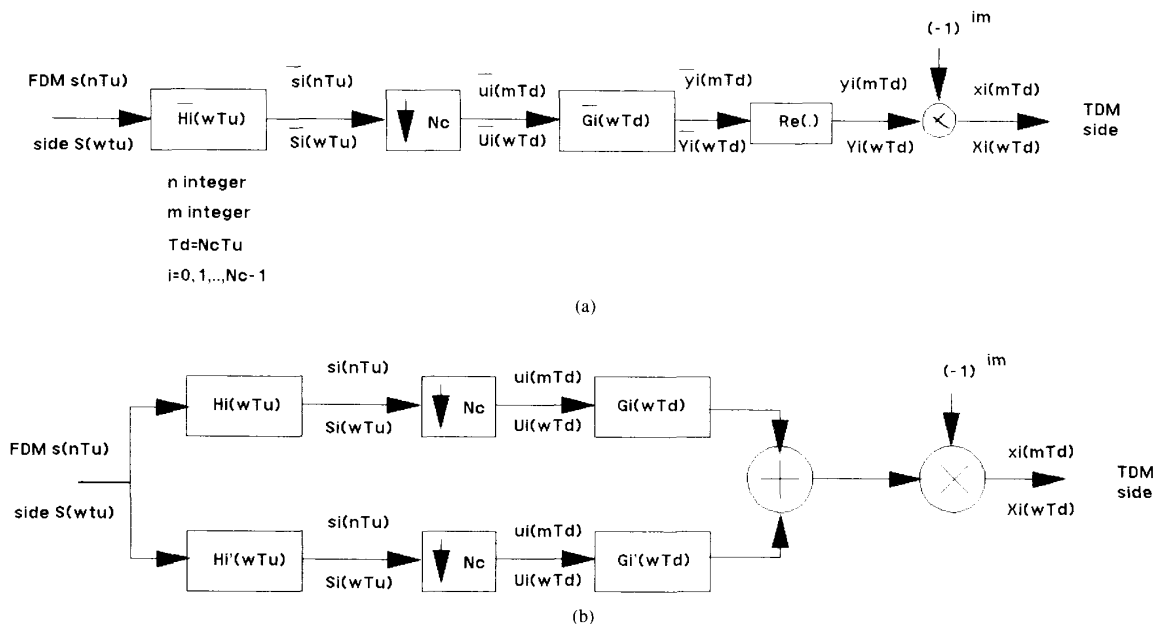 (-1) im
FDM s(nTu)
si(nTu)
ui(mTd)
yi(mTd)
yi(mTd)
xi(mTd)
Hi(wTu)
Nc
Gi(wTd)
Re(.)
TDM
side
side S(wtu)
Si(wTu)
Ui(wTd)
Yi(wTd)
Yi(wTd)
Xi(wTd)
n integer
m integer
Td=NcTu
i=0,1,..,Nc-1
(a)
(-1) im
si(nTu)
ui(mTd)
Hi(wTu)
Nc
Gi(wTd)
Si(wTu)
Ui(wTd)
FDM s(nTu)
xi(mTd)
TDM
side
side S(wtu)
Xi(wTd)
si(nTu)
ui(mTd)
Hi'(wTu)
Nc
Gi'(wTd)
Si(wTu)
Ui(wTd)
(b)